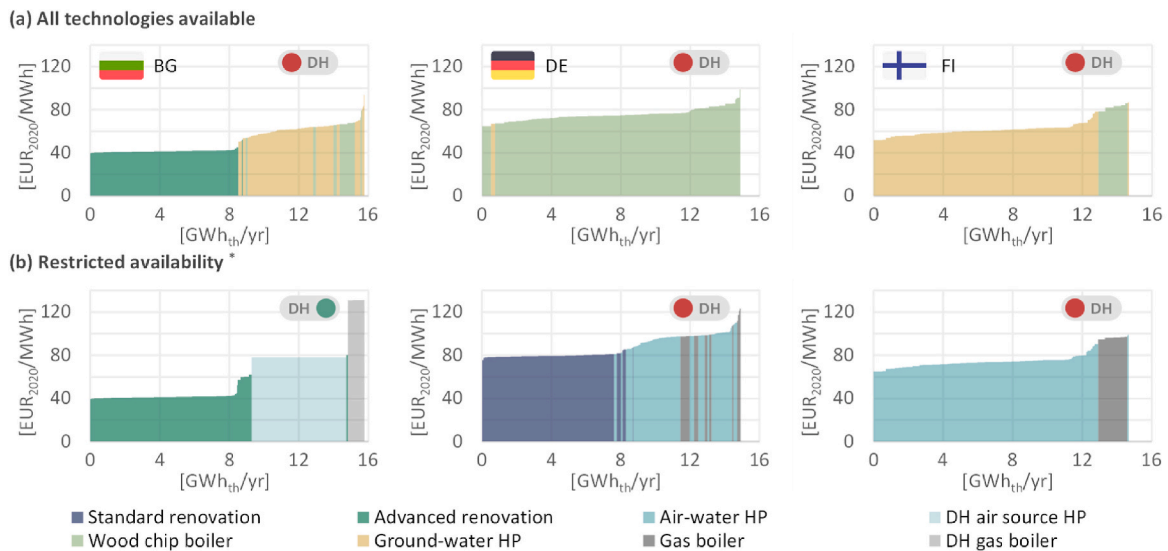 (a) All technologies available
[EUR2020/MWh]
120
80
40
0
BG
DH
0 4 8 12 16
[GWhth/yr]
[EUR2020/MWh]
120
80
40
0
DE
DH
0 4 8 12 16
[GWhth/yr]
[EUR2020/MWh]
120
80
40
0
FI
DH
0 4 8 12 16
[GWhth/yr]
(b) Restricted availability *
[EUR2020/MWh]
120
80
40
0
DH
0 4 8 12 16
[GWhth/yr]
[EUR2020/MWh]
120
80
40
0
DH
0 4 8 12 16
[GWhth/yr]
[EUR2020/MWh]
120
80
40
0
DH
0 4 8 12 16
[GWhth/yr]
Standard renovation Advanced renovation Air-water HP DH air source HP
Wood chip boiler Ground-water HP Gas boiler DH gas boiler